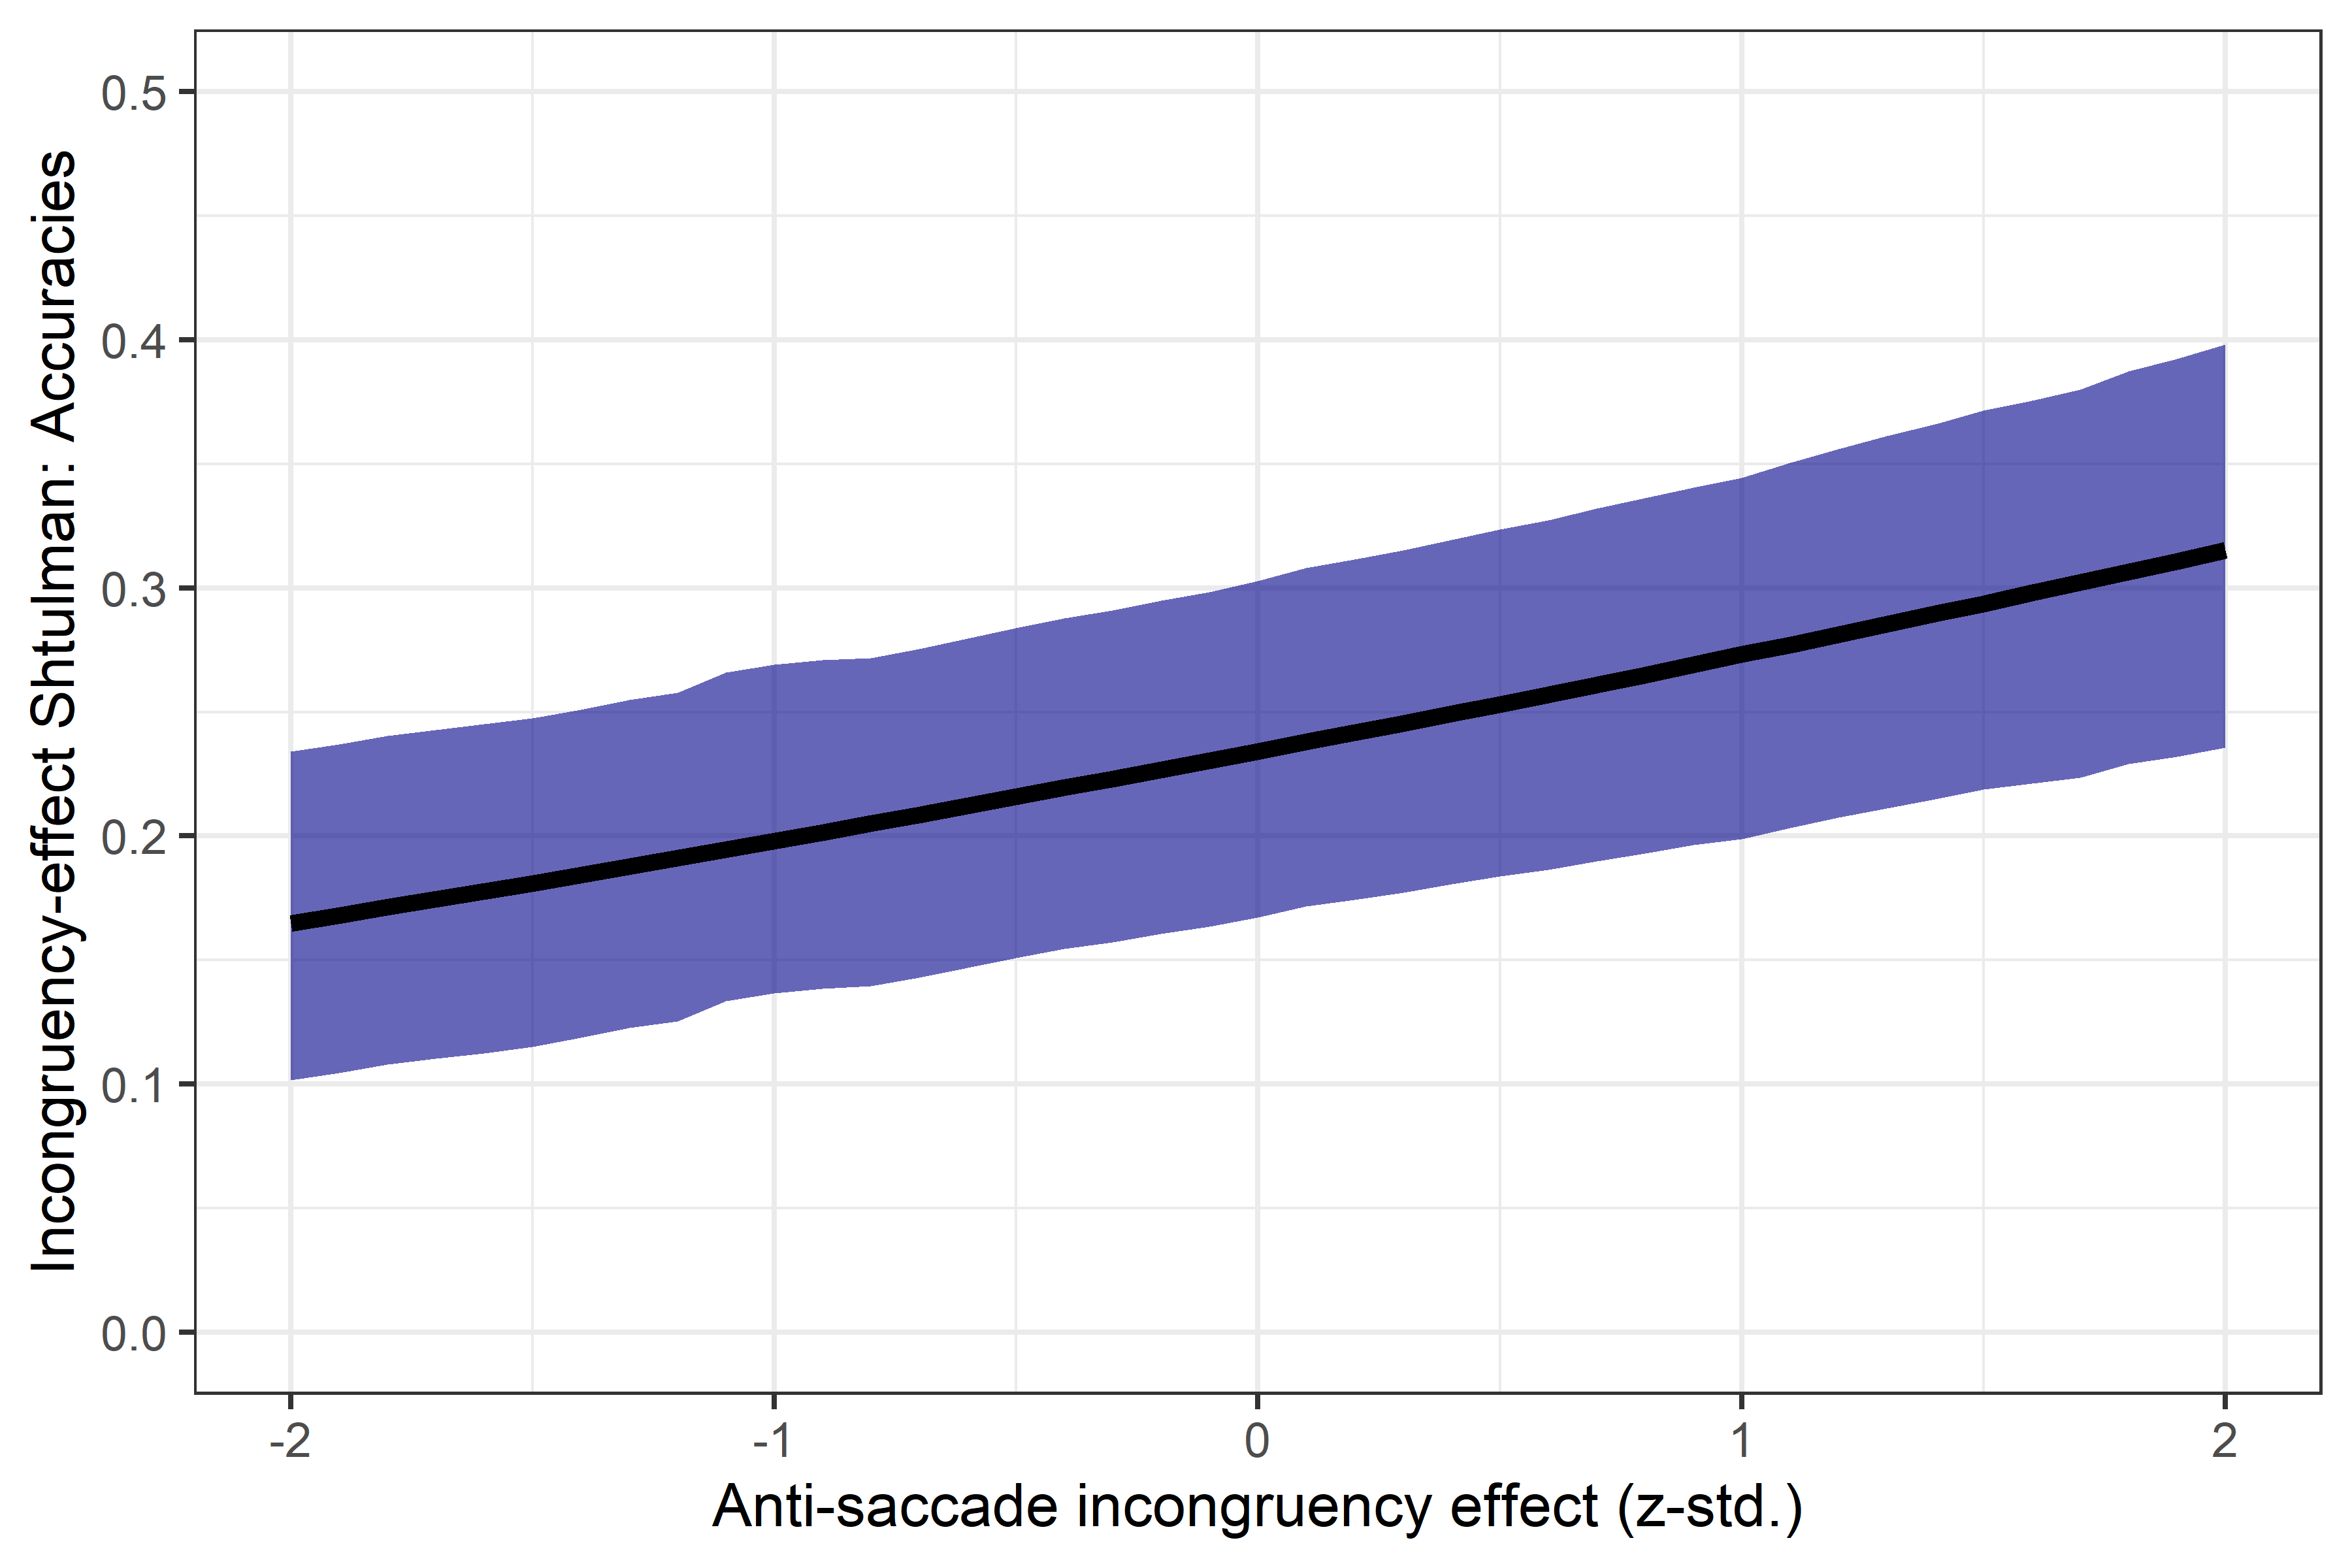 Incongruency-effect Shtulman: Accuracies
0.5
0.4
0.3
0.2
0.1
0.0
-2 -1 0 1 2
Anti-saccade incongruency effect (z-std.)